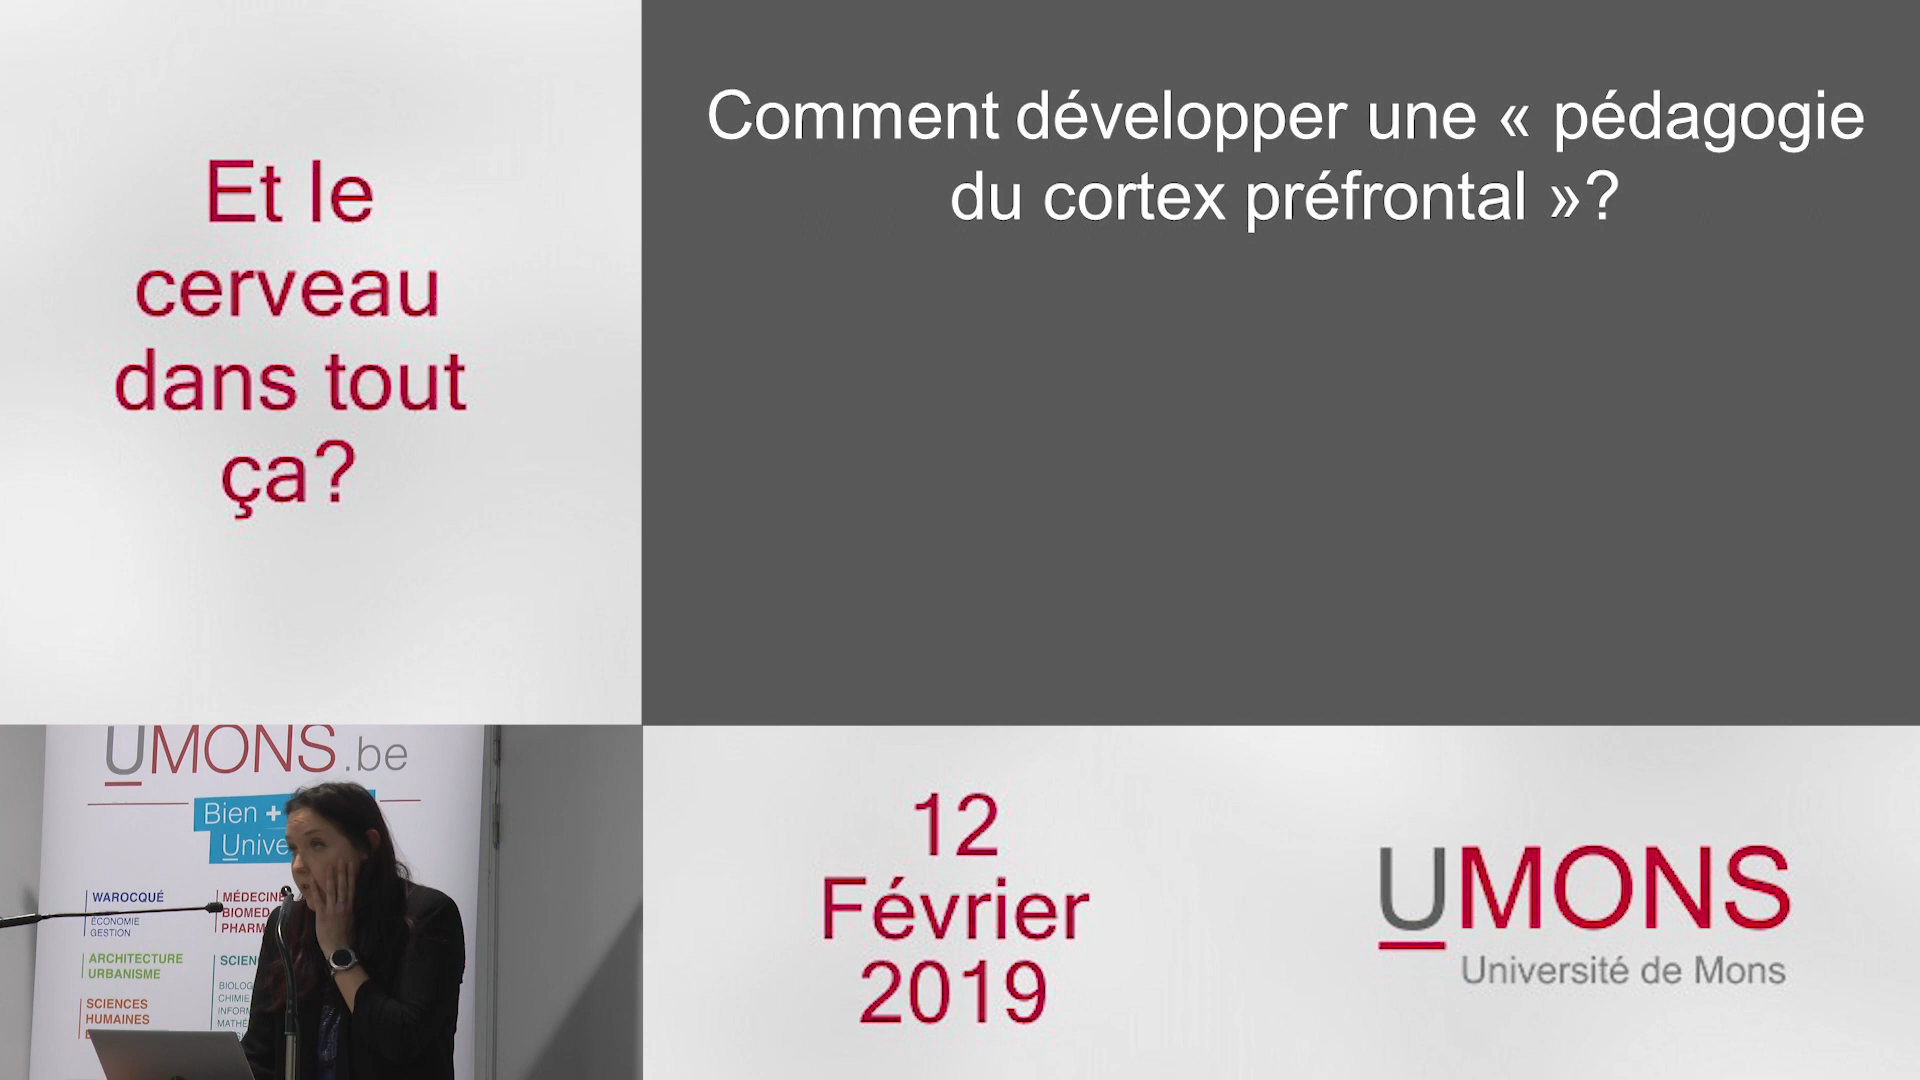 Et le
cerveau
dans tout
ça?
Comment développer une « pédagogie
du cortex préfrontal »?
UMONS.be
Bien +
WAROCQUÉ
ÉCONOMIE
GESTION
ARCHITECTURE
URBANISME
SCIENCES
HUMAINES
MÉDECINE
12
Février
2019
UMONS
Université de Mons